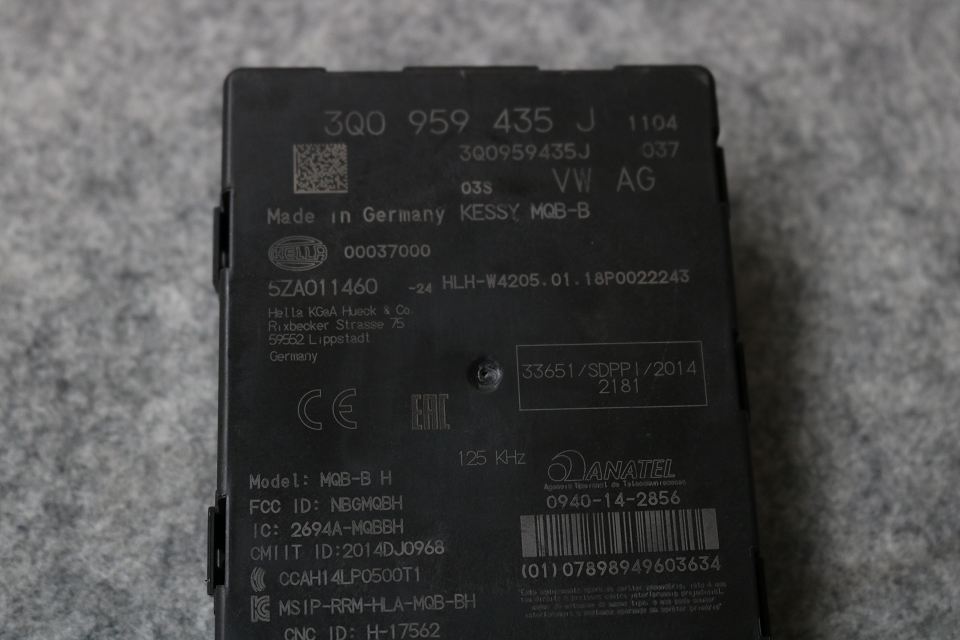 3Q0 959 435 J 1104
3Q0959435J 037
03S VW AG
Made in Germany KESSY MQB-B
HELLA 00037000
5ZA011460 -24 HLH-W4205.01.18P0022243
Hella KGaA Hueck & Co.
Rixbecker Strasse 75
59552 Lippstadt
Germany
33651/SDPPI/2014
2181
CE EAC
125 KHz
ANATEL
Agência Nacional de Telecomunicações
0940-14-2856
(01)07898949603634
Model: MQB-B H
FCC ID: NBGMQBH
IC: 2694A-MQBBH
CMIIT ID:2014DJ0968
CCAH14LP0500T1
MSIP-RRM-HLA-MQB-BH
CNC ID: H-17562